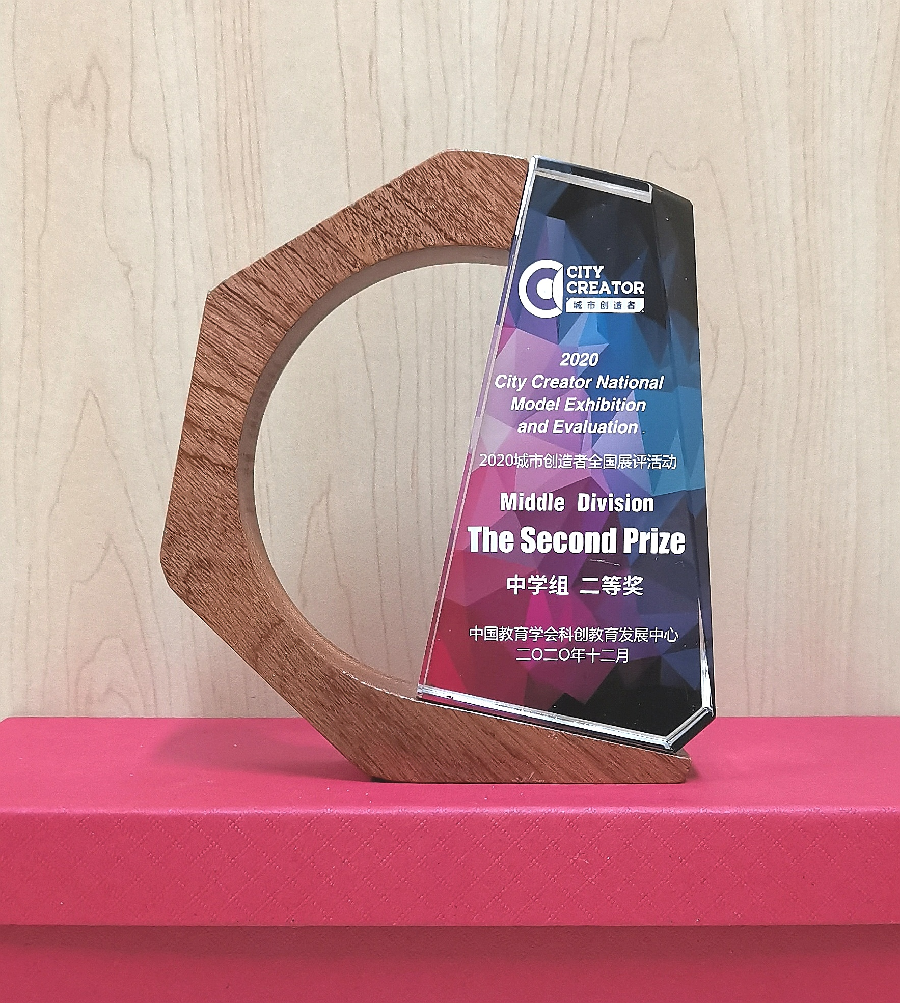 CITY
CREATOR
城市创造者
2020
City Creator National
Model Exhibition
and Evaluation
2020城市创造者全国展评活动
Middle Division
The Second Prize
中学组 二等奖
中国教育学会科创教育发展中心
二〇二〇年十二月